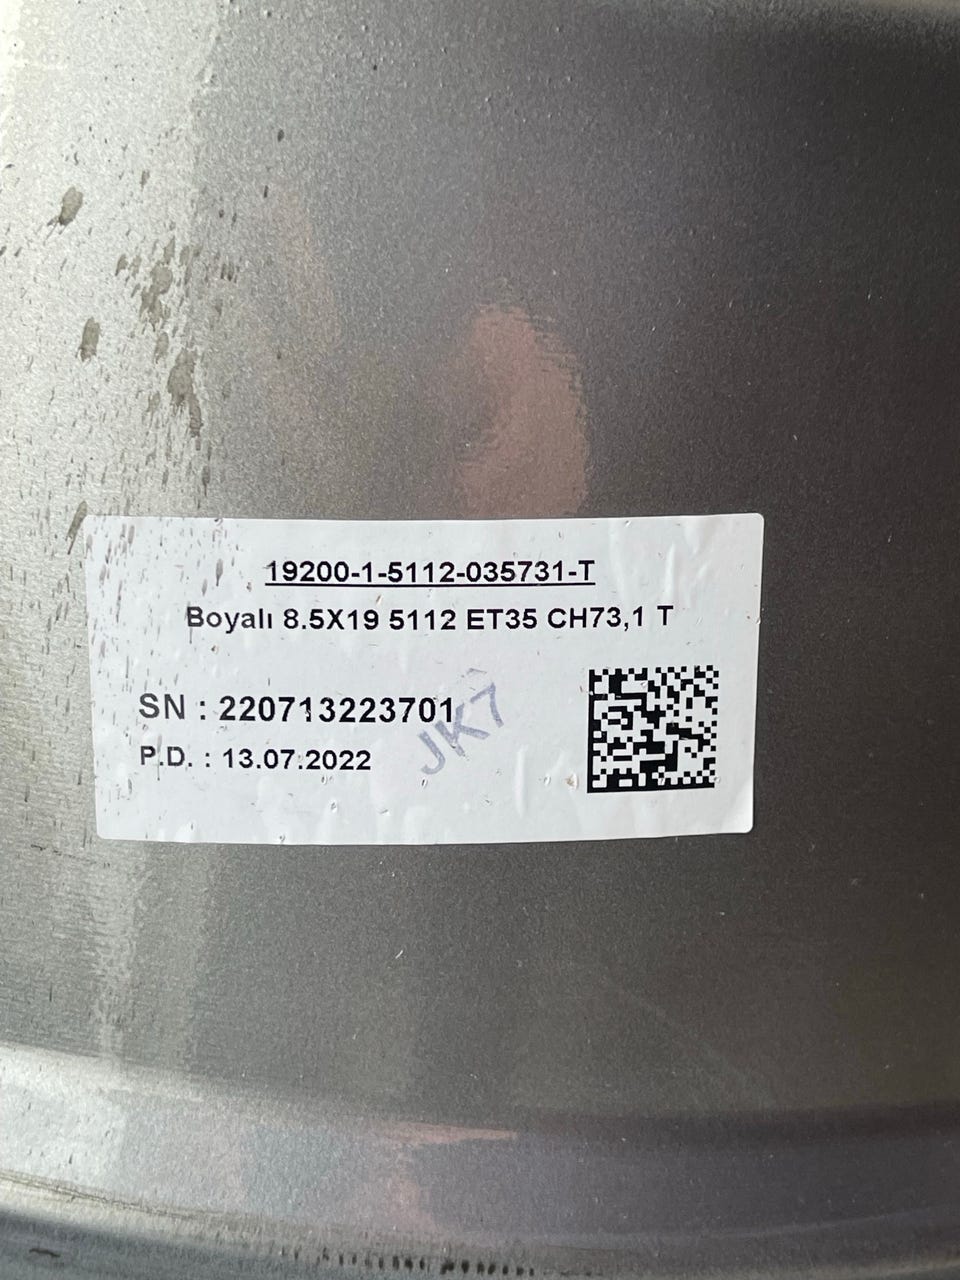 19200-1-5112-035731-T
Boyalı 8.5X19 5112 ET35 CH73,1 T
SN : 220713223701
JK7
P.D. : 13.07.2022